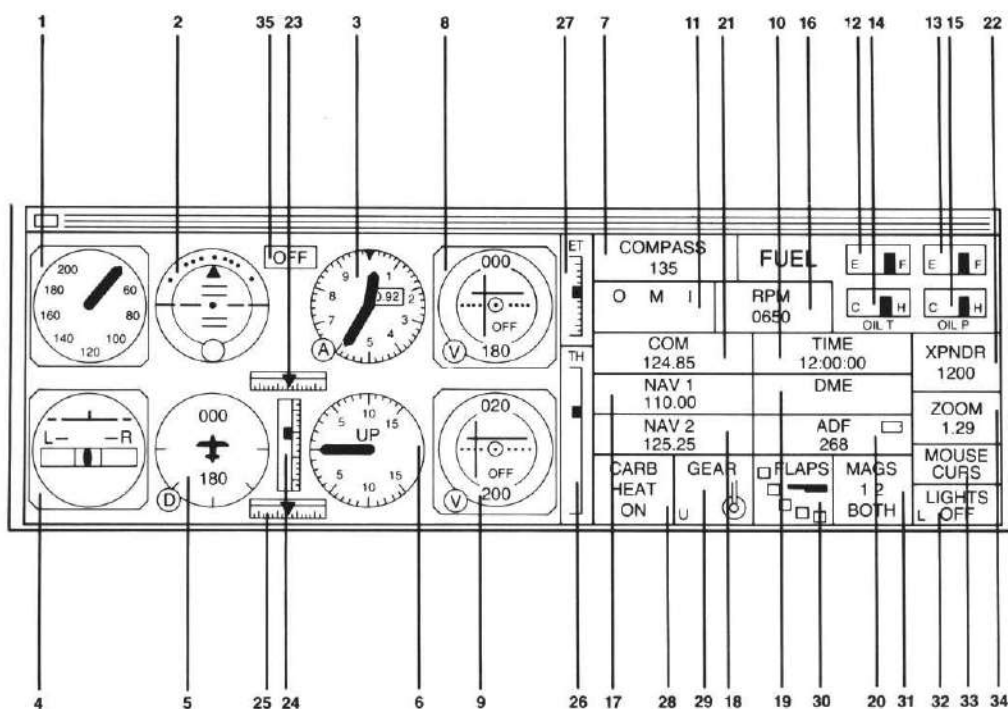 1 2 35 23 3 8 27 7 11 21 10 16 12 14 13 15 22
200
180
160
140
120
100
80
60
OFF
9 1
8 2
7 3
4
5
A
000
OFF
180
V
ET
TH
COMPASS
135
FUEL
E F
E F
O M I
RPM
0650
C H
OIL T
C H
OIL P
COM
124.85
TIME
12:00:00
XPNDR
1200
NAV 1
110.00
DME
ZOOM
1.29
NAV 2
125.25
ADF
268
MOUSE
CURS
CARB
HEAT
ON
GEAR
U
FLAPS
MAGS
1 2
BOTH
LIGHTS
L OFF
L R
000
180
D
5 10 15
UP
5 10 15
020
OFF
200
V
4 5 25 24 6 9 26 17 28 29 18 19 30 20 31 32 33 34